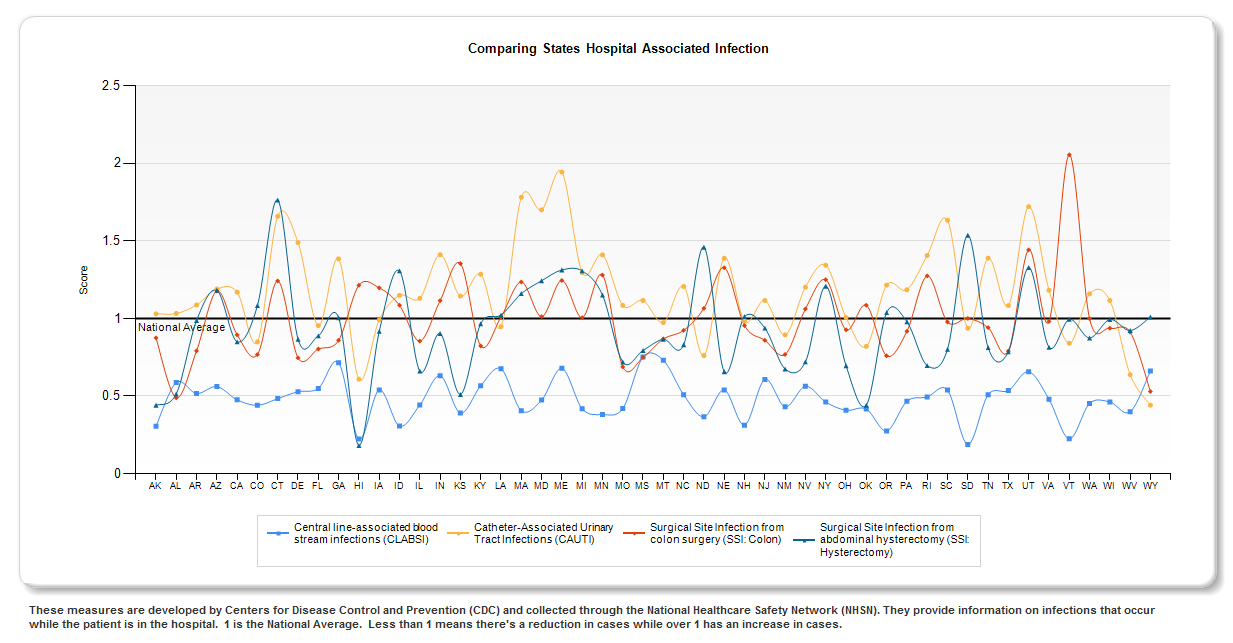 Comparing States Hospital Associated Infection
2.5
2
1.5
1
0.5
0
Score
National Average
AK AL AR AZ CA CO CT DE FL GA HI IA ID IL IN KS KY LA MA MD ME MI MN MO MS MT NC ND NE NH NJ NM NV NY OH OK OR PA RI SC SD TN TX UT VA VT WA WI WV WY
Central line-associated blood
stream infections (CLABSI)
Catheter-Associated Urinary
Tract Infections (CAUTI)
Surgical Site Infection from
colon surgery (SSI: Colon)
Surgical Site Infection from
abdominal hysterectomy (SSI:
Hysterectomy)
These measures are developed by Centers for Disease Control and Prevention (CDC) and collected through the National Healthcare Safety Network (NHSN). They provide information on infections that occur
while the patient is in the hospital.  1 is the National Average.  Less than 1 means there's a reduction in cases while over 1 has an increase in cases.